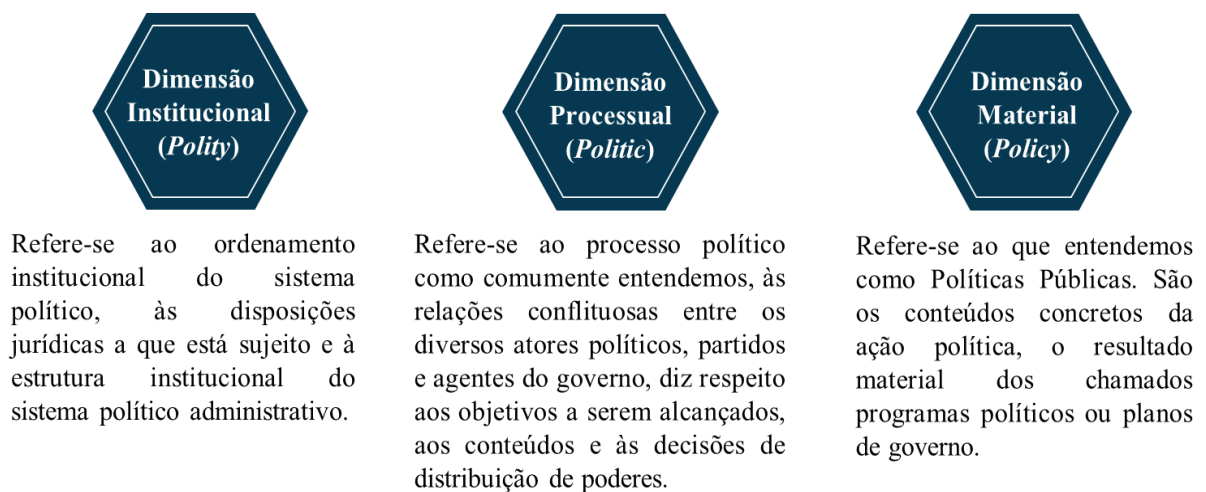 Dimensão
Institucional
(Polity)
Refere-se ao ordenamento
institucional do sistema
político, às disposições
jurídicas a que está sujeito e à
estrutura institucional do
sistema político administrativo.
Dimensão
Processual
(Politic)
Refere-se ao processo político
como comumente entendemos, às
relações conflituosas entre os
diversos atores políticos, partidos
e agentes do governo, diz respeito
aos objetivos a serem alcançados,
aos conteúdos e às decisões de
distribuição de poderes.
Dimensão
Material
(Policy)
Refere-se ao que entendemos
como Políticas Públicas. São
os conteúdos concretos da
ação política, o resultado
material dos chamados
programas políticos ou planos
de governo.